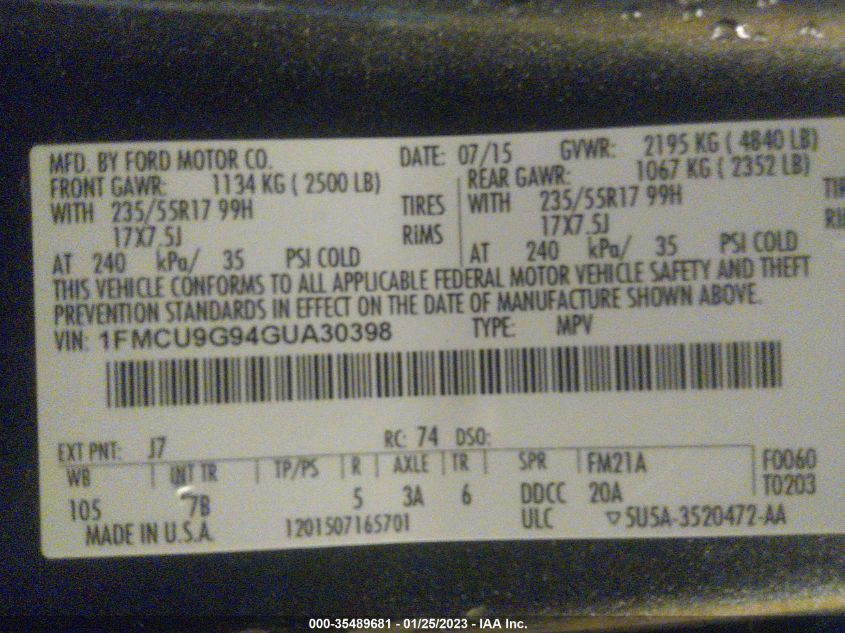 MFD. BY FORD MOTOR CO. DATE: 07/15 GVWR: 2195 KG ( 4840 LB)
FRONT GAWR: 1134 KG ( 2500 LB) REAR GAWR: 1067 KG ( 2352 LB)
WITH 235/55R17 99H TIRES WITH 235/55R17 99H TIR
17X7.5J RIMS 17X7.5J RI
AT 240 kPa/ 35 PSI COLD AT 240 kPa/ 35 PSI COLD
THIS VEHICLE CONFORMS TO ALL APPLICABLE FEDERAL MOTOR VEHICLE SAFETY AND THEFT
PREVENTION STANDARDS IN EFFECT ON THE DATE OF MANUFACTURE SHOWN ABOVE.
VIN: 1FMCU9G94GUA30398 TYPE: MPV
EXT PNT: J7 RC: 74 DSO:
WB INT TR TP/PS R AXLE TR SPR FM21A F0060
105 7B 5 3A 6 DDCC 20A T0203
MADE IN U.S.A. 1201507165701 ULC ▽5U5A-3520472-AA
000-35489681 - 01/25/2023 - IAA Inc.